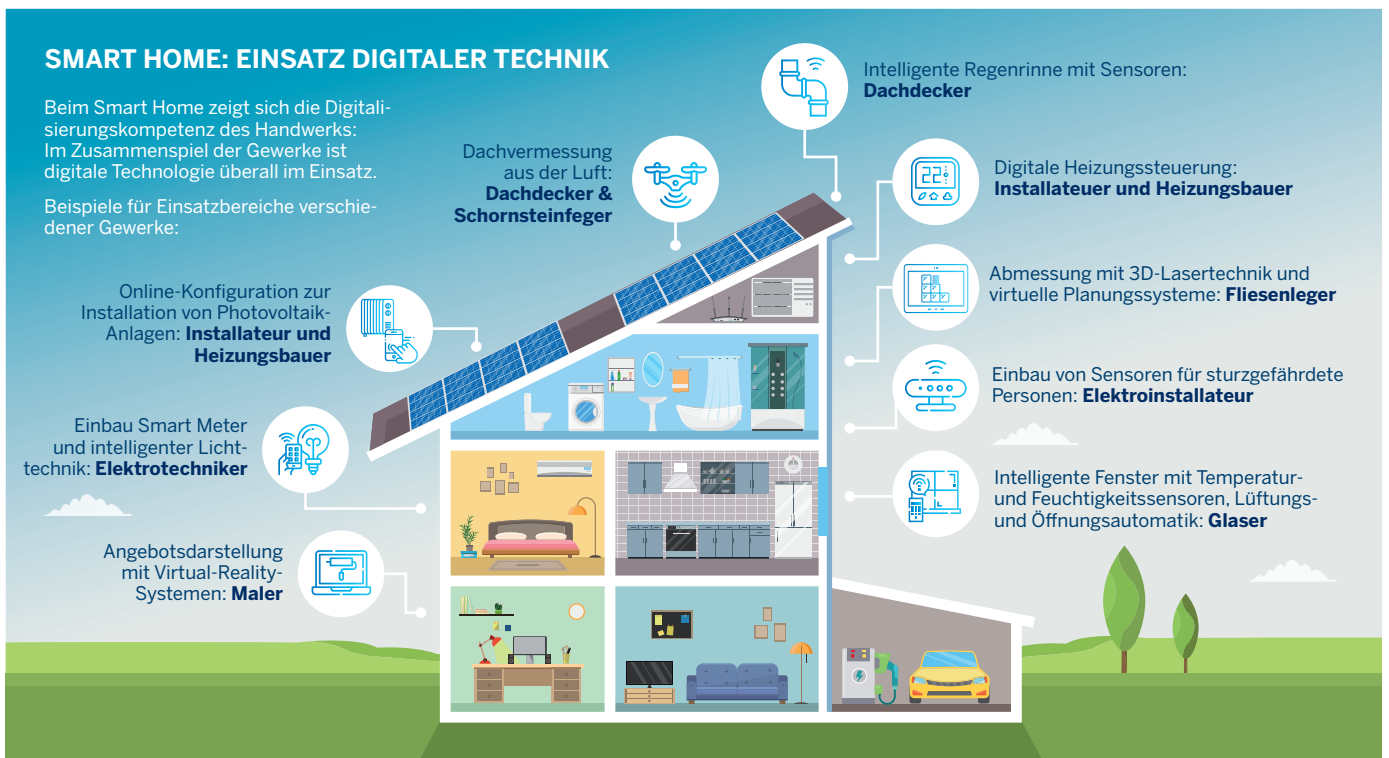 SMART HOME: EINSATZ DIGITALER TECHNIK
Beim Smart Home zeigt sich die Digitali-
sierungskompetenz des Handwerks:
Im Zusammenspiel der Gewerke ist
digitale Technologie überall im Einsatz.
Beispiele für Einsatzbereiche verschie-
dener Gewerke:
Dachvermessung
aus der Luft:
Dachdecker &
Schornsteinfeger
Online-Konfiguration zur
Installation von Photovoltaik-
Anlagen: Installateur und
Heizungsbauer
Einbau Smart Meter
und intelligenter Licht-
technik: Elektrotechniker
Angebotsdarstellung
mit Virtual-Reality-
Systemen: Maler
Intelligente Regenrinne mit Sensoren:
Dachdecker
22
Digitale Heizungssteuerung:
Installateuer und Heizungsbauer
Abmessung mit 3D-Lasertechnik und
virtuelle Planungssysteme: Fliesenleger
Einbau von Sensoren für sturzgefährdete
Personen: Elektroinstallateur
Intelligente Fenster mit Temperatur-
und Feuchtigkeitssensoren, Lüftungs-
und Öffnungsautomatik: Glaser